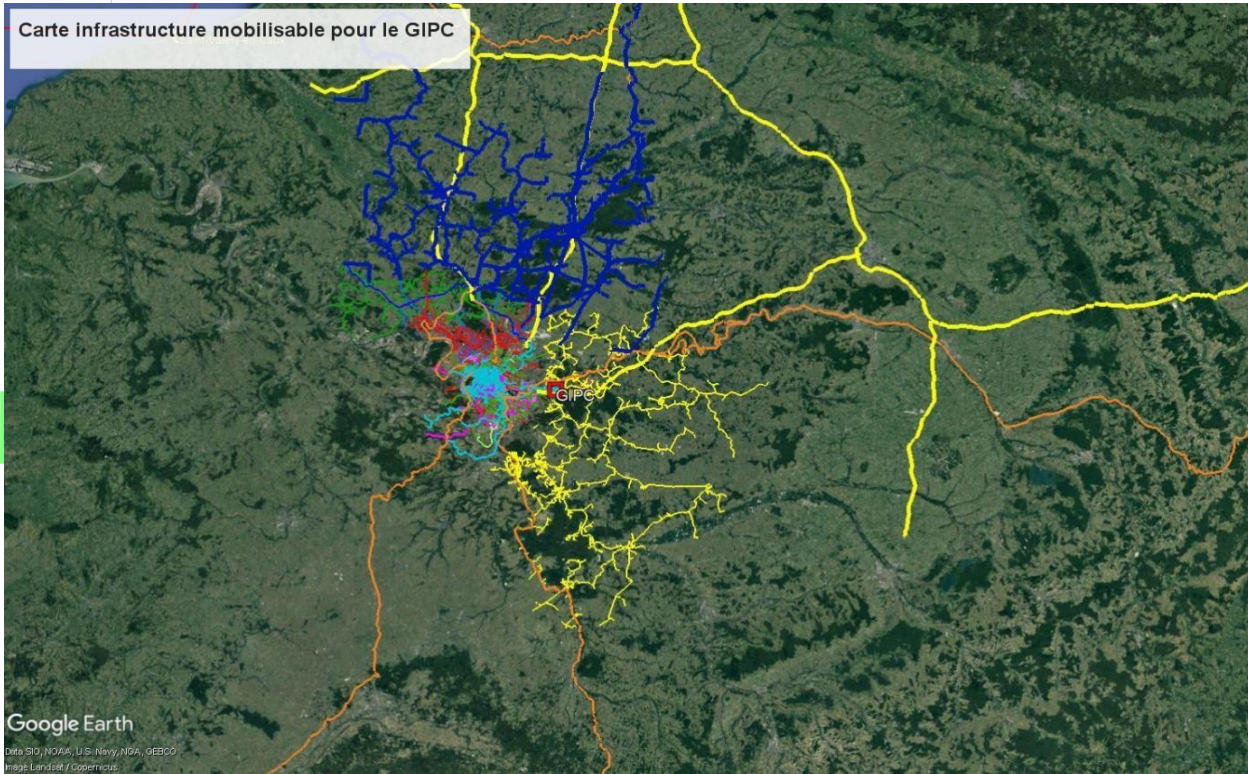 Carte infrastructure mobilisable pour le GIPC
GIPC
Google Earth
Data SIO, NOAA, U.S. Navy, NGA, GEBCO
Image Landsat / Copernicus